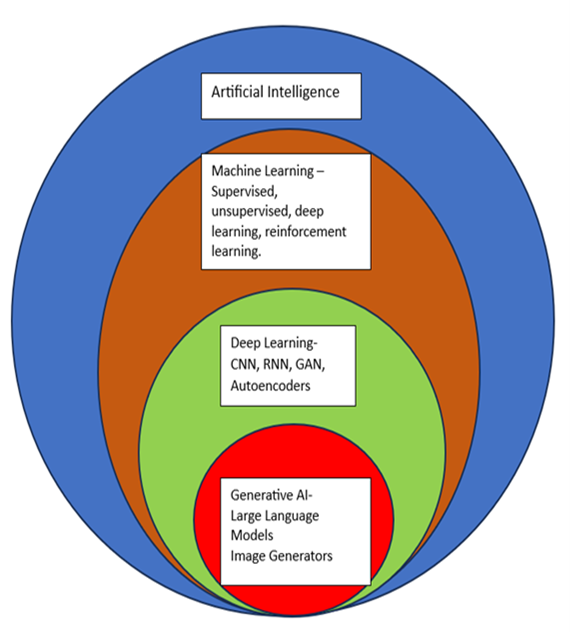 Artificial Intelligence
Machine Learning –
Supervised,
unsupervised, deep
learning, reinforcement
learning.
Deep Learning-
CNN, RNN, GAN,
Autoencoders
Generative AI-
Large Language
Models
Image Generators